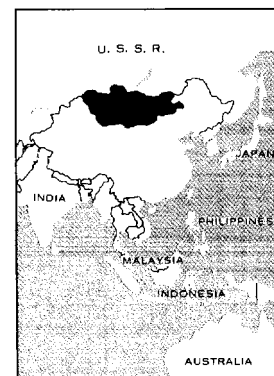 U. S. S. R.
JAPAN
INDIA
PHILIPPINES
MALAYSIA
INDONESIA
AUSTRALIA